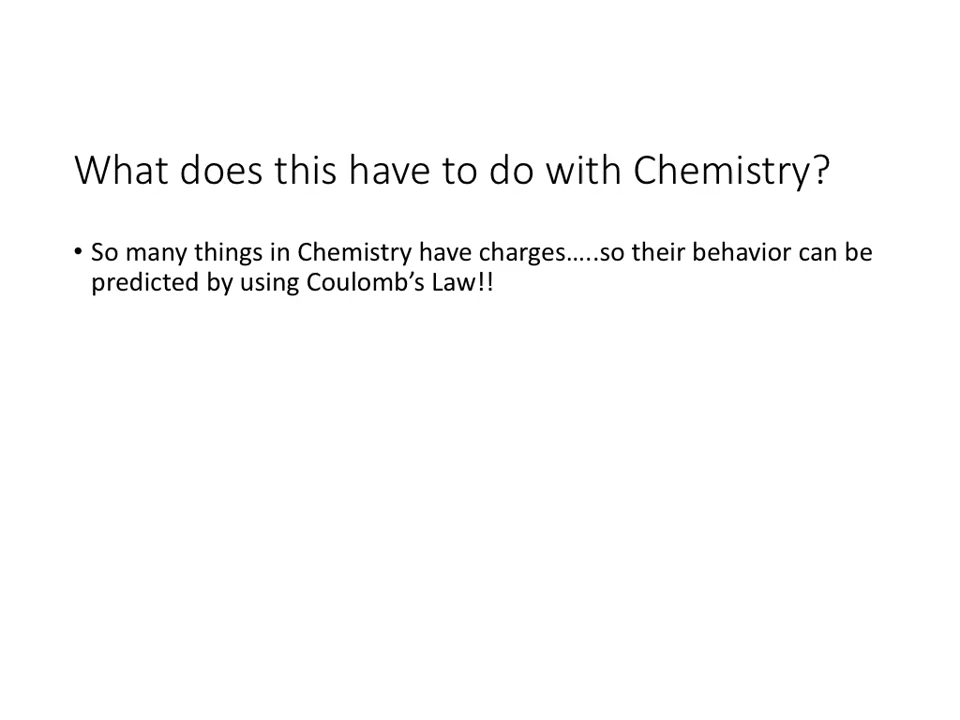 What does this have to do with Chemistry?
• So many things in Chemistry have charges…..so their behavior can be
predicted by using Coulomb’s Law!!